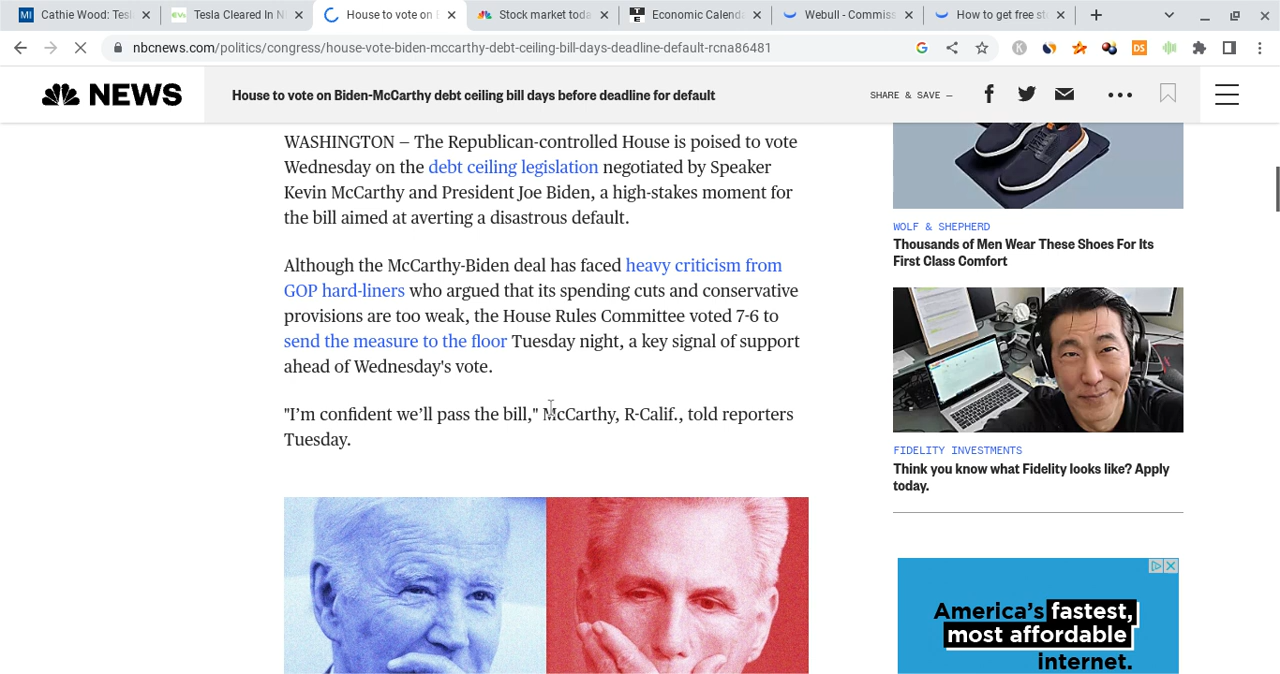 Cathie Wood: Tesl
Tesla Cleared In N
House to vote on B
Stock market toda
Economic Calenda
Webull - Commiss
How to get free st
nbcnews.com/politics/congress/house-vote-biden-mccarthy-debt-ceiling-bill-days-deadline-default-rcna86481
NEWS
House to vote on Biden-McCarthy debt ceiling bill days before deadline for default
SHARE & SAVE —
WASHINGTON — The Republican-controlled House is poised to vote
Wednesday on the debt ceiling legislation negotiated by Speaker
Kevin McCarthy and President Joe Biden, a high-stakes moment for
the bill aimed at averting a disastrous default.
Although the McCarthy-Biden deal has faced heavy criticism from
GOP hard-liners who argued that its spending cuts and conservative
provisions are too weak, the House Rules Committee voted 7-6 to
send the measure to the floor Tuesday night, a key signal of support
ahead of Wednesday's vote.
"I’m confident we’ll pass the bill," McCarthy, R-Calif., told reporters
Tuesday.
WOLF & SHEPHERD
Thousands of Men Wear These Shoes For Its
First Class Comfort
FIDELITY INVESTMENTS
Think you know what Fidelity looks like? Apply
today.
America’s fastest,
most affordable
internet.